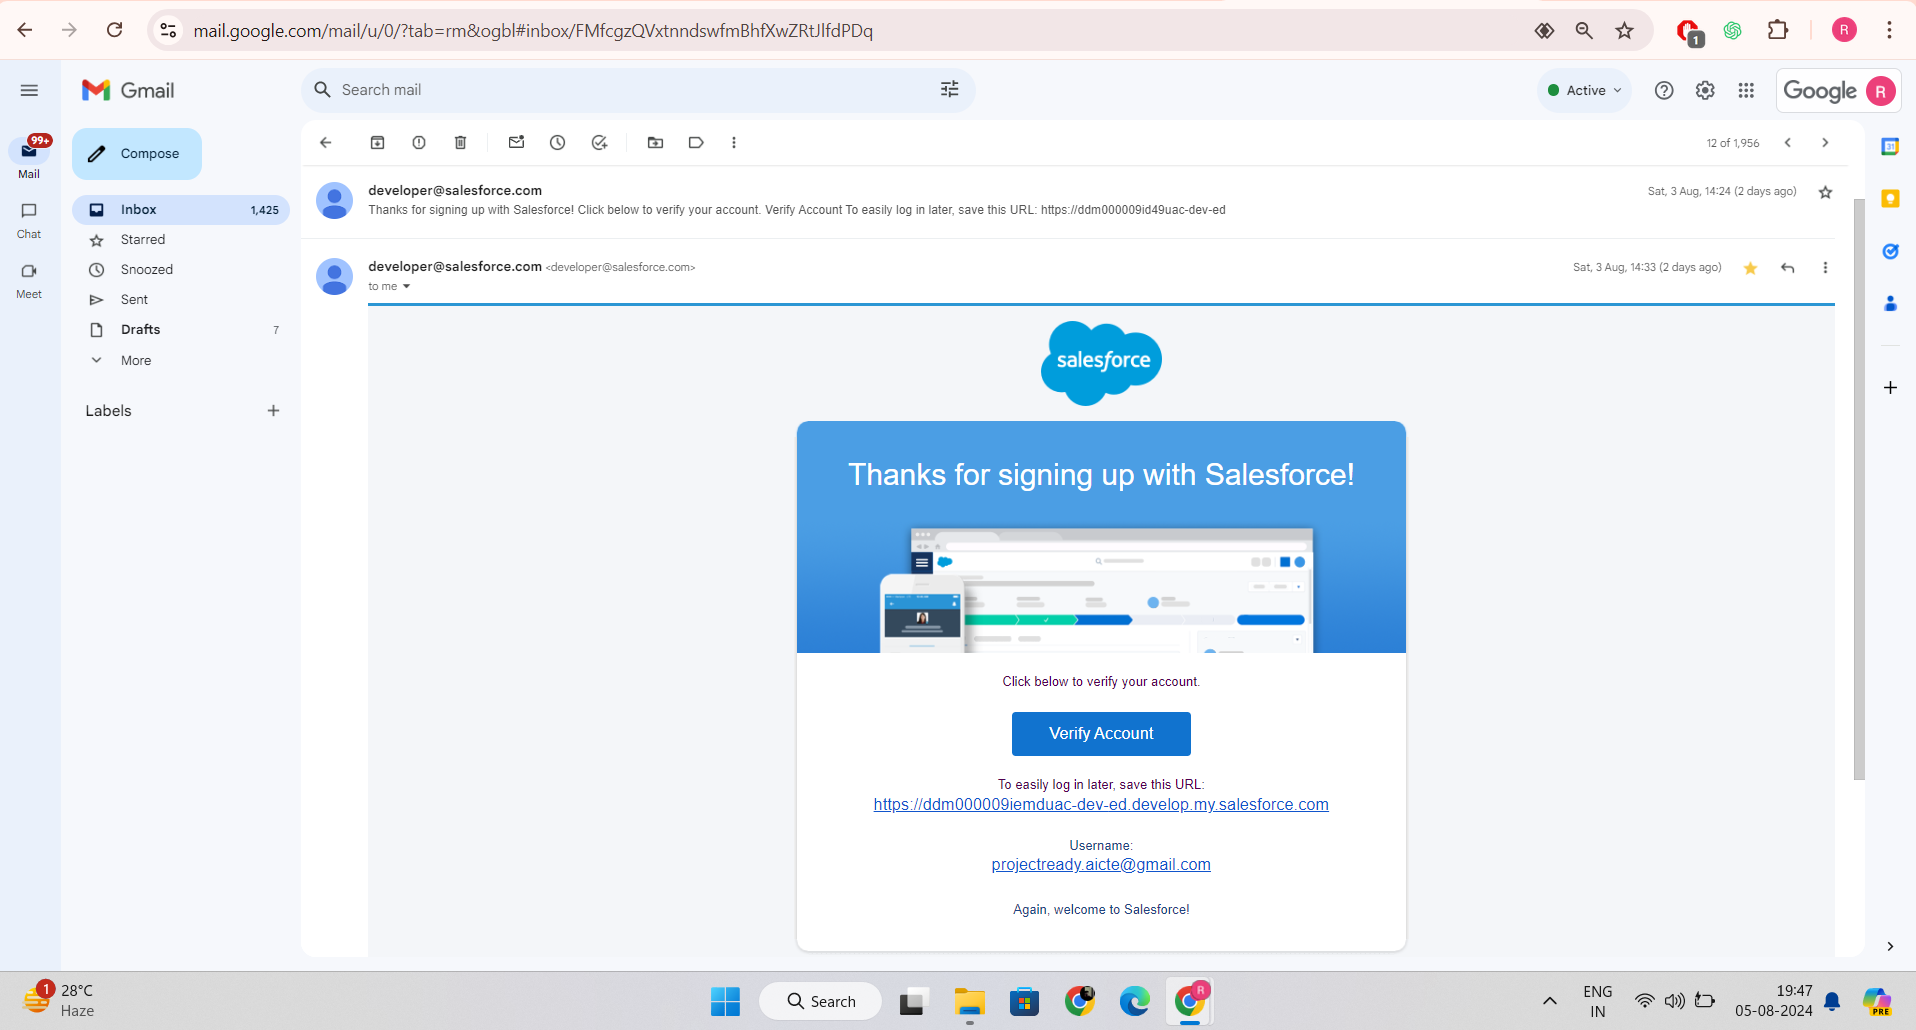 mail.google.com/mail/u/0/?tab=rm&ogbl#inbox/FMfcgzQVxtnndswfmBhfXwZRtJlfdPDq
1
R
Gmail
Search mail
Active
Google
R
99+
Mail
Chat
Meet
Compose
Inbox 1,425
Starred
Snoozed
Sent
Drafts 7
More
Labels
12 of 1,956
31
developer@salesforce.com
Sat, 3 Aug, 14:24 (2 days ago)
Thanks for signing up with Salesforce! Click below to verify your account. Verify Account To easily log in later, save this URL: https://ddm000009id49uac-dev-ed
developer@salesforce.com <developer@salesforce.com>
Sat, 3 Aug, 14:33 (2 days ago)
to me
salesforce
Thanks for signing up with Salesforce!
Click below to verify your account.
Verify Account
To easily log in later, save this URL:
https://ddm000009iemduac-dev-ed.develop.my.salesforce.com
Username:
projectready.aicte@gmail.com
Again, welcome to Salesforce!
1
28°C
Haze
Search
R
ENG
IN
19:47
05-08-2024
PRE